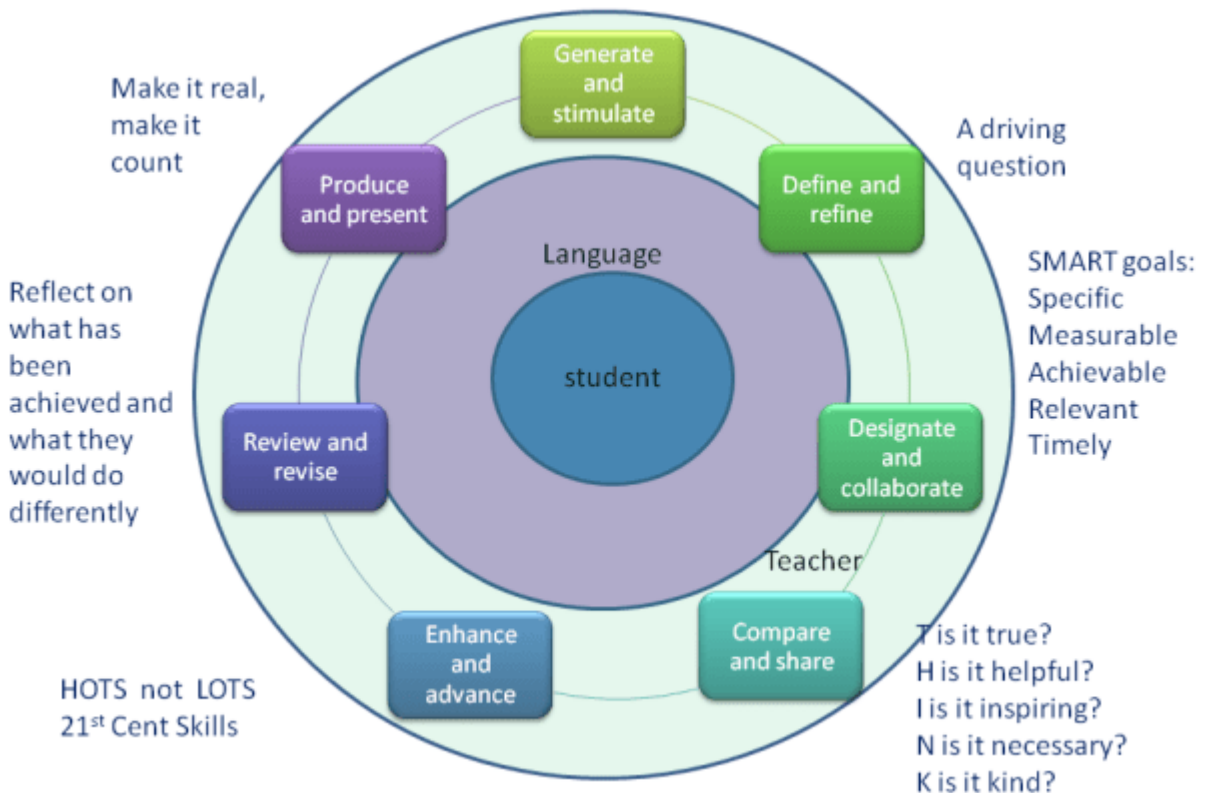 Generate
and
stimulate
Make it real,
make it
count
A driving
question
Produce
and present
Define and
refine
Language
SMART goals:
Specific
Measurable
Achievable
Relevant
Timely
Reflect on
what has
been
achieved and
what they
would do
differently
student
Review and
revise
Designate
and
collaborate
Teacher
Enhance
and
advance
Compare
and share
T is it true?
H is it helpful?
I is it inspiring?
N is it necessary?
K is it kind?
HOTS not LOTS
21st Cent Skills